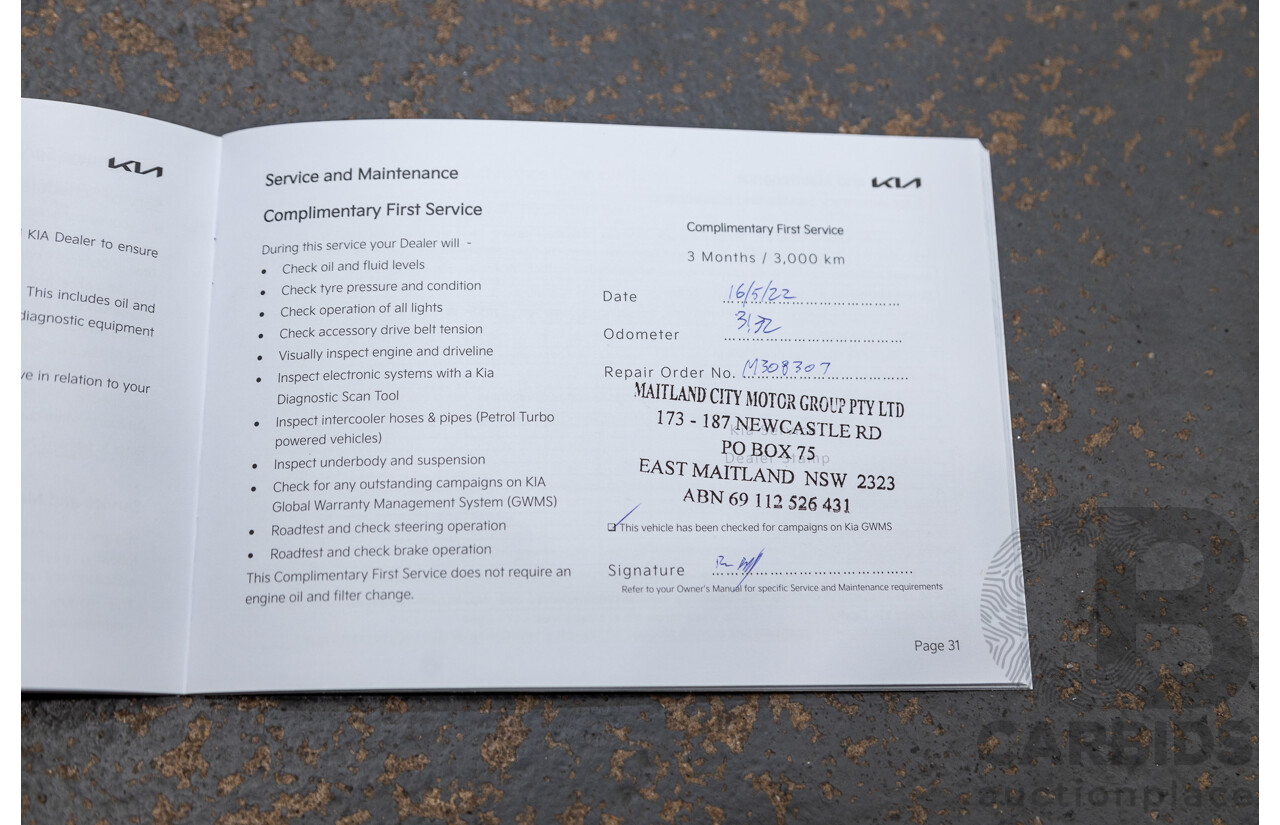 KIA
KIA Dealer to ensure
This includes oil and
diagnostic equipment
ve in relation to your
Service and Maintenance
Complimentary First Service
During this service your Dealer will -
• Check oil and fluid levels
• Check tyre pressure and condition
• Check operation of all lights
• Check accessory drive belt tension
• Visually inspect engine and driveline
• Inspect electronic systems with a Kia
Diagnostic Scan Tool
• Inspect intercooler hoses & pipes (Petrol Turbo
powered vehicles)
• Inspect underbody and suspension
• Check for any outstanding campaigns on KIA
Global Warranty Management System (GWMS)
• Roadtest and check steering operation
• Roadtest and check brake operation
This Complimentary First Service does not require an
engine oil and filter change.
KIA
Complimentary First Service
3 Months / 3,000 km
Date 16/5/22
Odometer
Repair Order No. M308307
MAITLAND CITY MOTOR GROUP PTY LTD
173 - 187 NEWCASTLE RD
PO BOX 75
Dealer Stamp
EAST MAITLAND NSW 2323
ABN 69 112 526 431
This vehicle has been checked for campaigns on Kia GWMS
Signature
Refer to your Owner's Manual for specific Service and Maintenance requirements
Page 31
CARBIDS
auctionplace